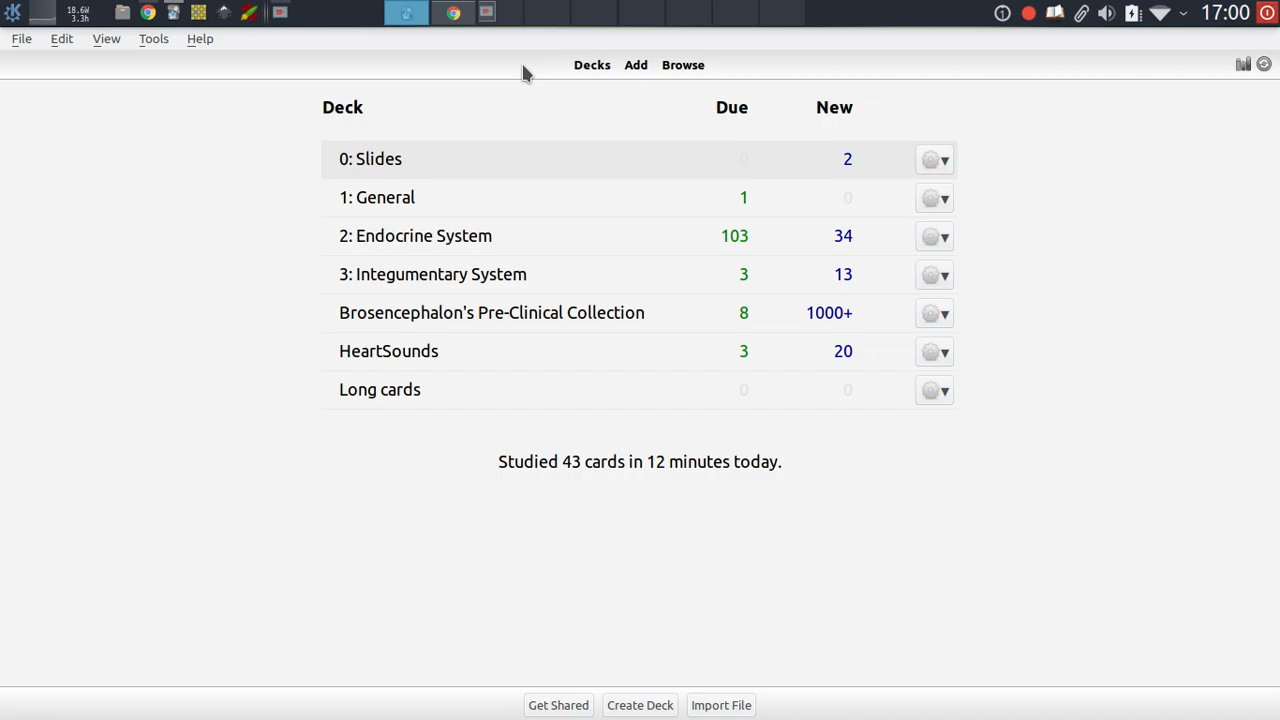 18.6W
3.3h
17:00
File Edit View Tools Help
Decks Add Browse
Deck Due New
0: Slides 0 2
1: General 1 0
2: Endocrine System 103 34
3: Integumentary System 3 13
Brosencephalon's Pre-Clinical Collection 8 1000+
HeartSounds 3 20
Long cards 0 0
Studied 43 cards in 12 minutes today.
Get Shared Create Deck Import File